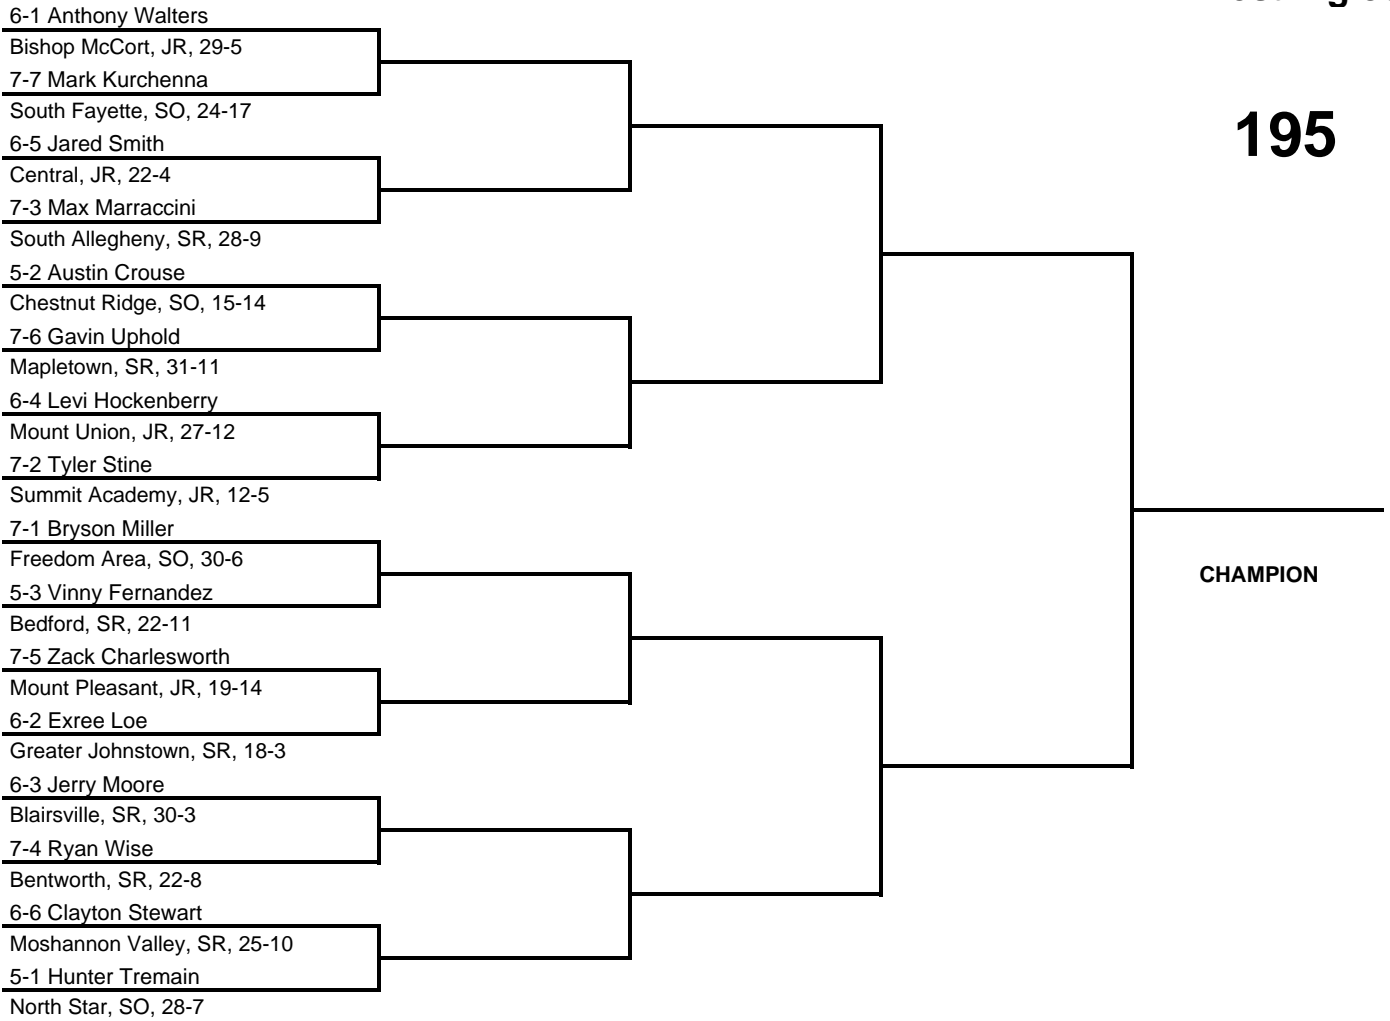 6-1 Anthony Walters
Bishop McCort, JR, 29-5
7-7 Mark Kurchenna
South Fayette, SO, 24-17
195
6-5 Jared Smith
Central, JR, 22-4
7-3 Max Marraccini
South Allegheny, SR, 28-9
5-2 Austin Crouse
Chestnut Ridge, SO, 15-14
7-6 Gavin Uphold
Mapletown, SR, 31-11
6-4 Levi Hockenberry
Mount Union, JR, 27-12
7-2 Tyler Stine
Summit Academy, JR, 12-5
7-1 Bryson Miller
Freedom Area, SO, 30-6
CHAMPION
5-3 Vinny Fernandez
Bedford, SR, 22-11
7-5 Zack Charlesworth
Mount Pleasant, JR, 19-14
6-2 Exree Loe
Greater Johnstown, SR, 18-3
6-3 Jerry Moore
Blairsville, SR, 30-3
7-4 Ryan Wise
Bentworth, SR, 22-8
6-6 Clayton Stewart
Moshannon Valley, SR, 25-10
5-1 Hunter Tremain
North Star, SO, 28-7